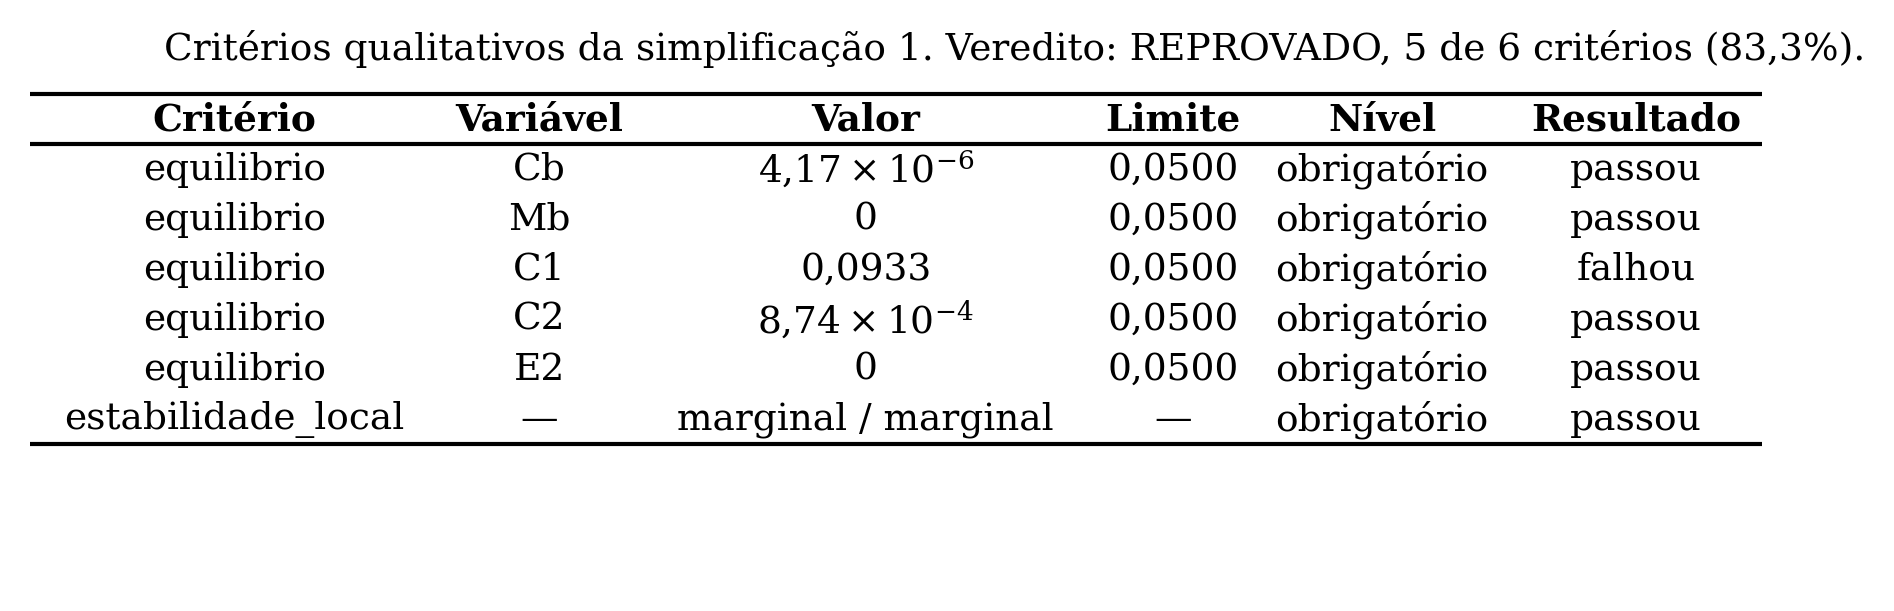 Critérios qualitativos da simplificação 1. Veredito: REPROVADO, 5 de 6 critérios (83,3%).
Critério Variável Valor Limite Nível Resultado
equilibrio Cb 4,17 × 10⁻⁶ 0,0500 obrigatório passou
equilibrio Mb 0 0,0500 obrigatório passou
equilibrio C1 0,0933 0,0500 obrigatório falhou
equilibrio C2 8,74 × 10⁻⁴ 0,0500 obrigatório passou
equilibrio E2 0 0,0500 obrigatório passou
estabilidade_local — marginal / marginal — obrigatório passou